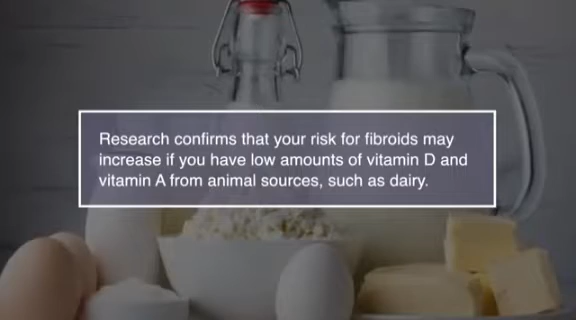 Research confirms that your risk for fibroids may
increase if you have low amounts of vitamin D and
vitamin A from animal sources, such as dairy.